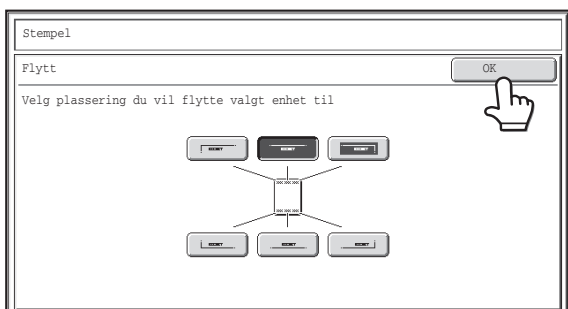 Stempel
Flytt
OK
Velg plassering du vil flytte valgt enhet til